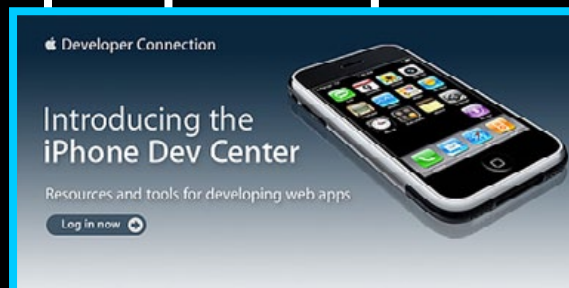 Developer Connection
Introducing the
iPhone Dev Center
Resources and tools for developing web apps
Log in now